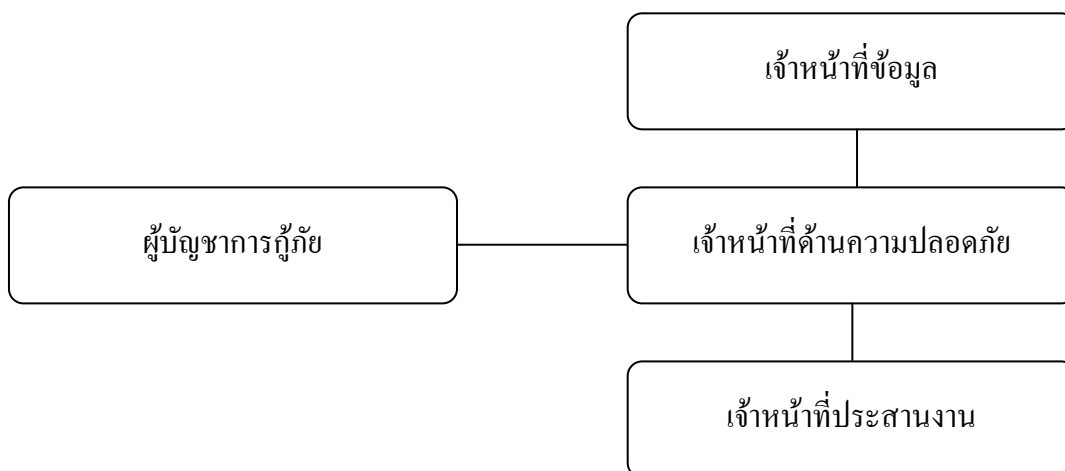 เจ้าหน้าที่ข้อมูล
ผู้บัญชาการกู้ภัย
เจ้าหน้าที่ด้านความปลอดภัย
เจ้าหน้าที่ประสานงาน